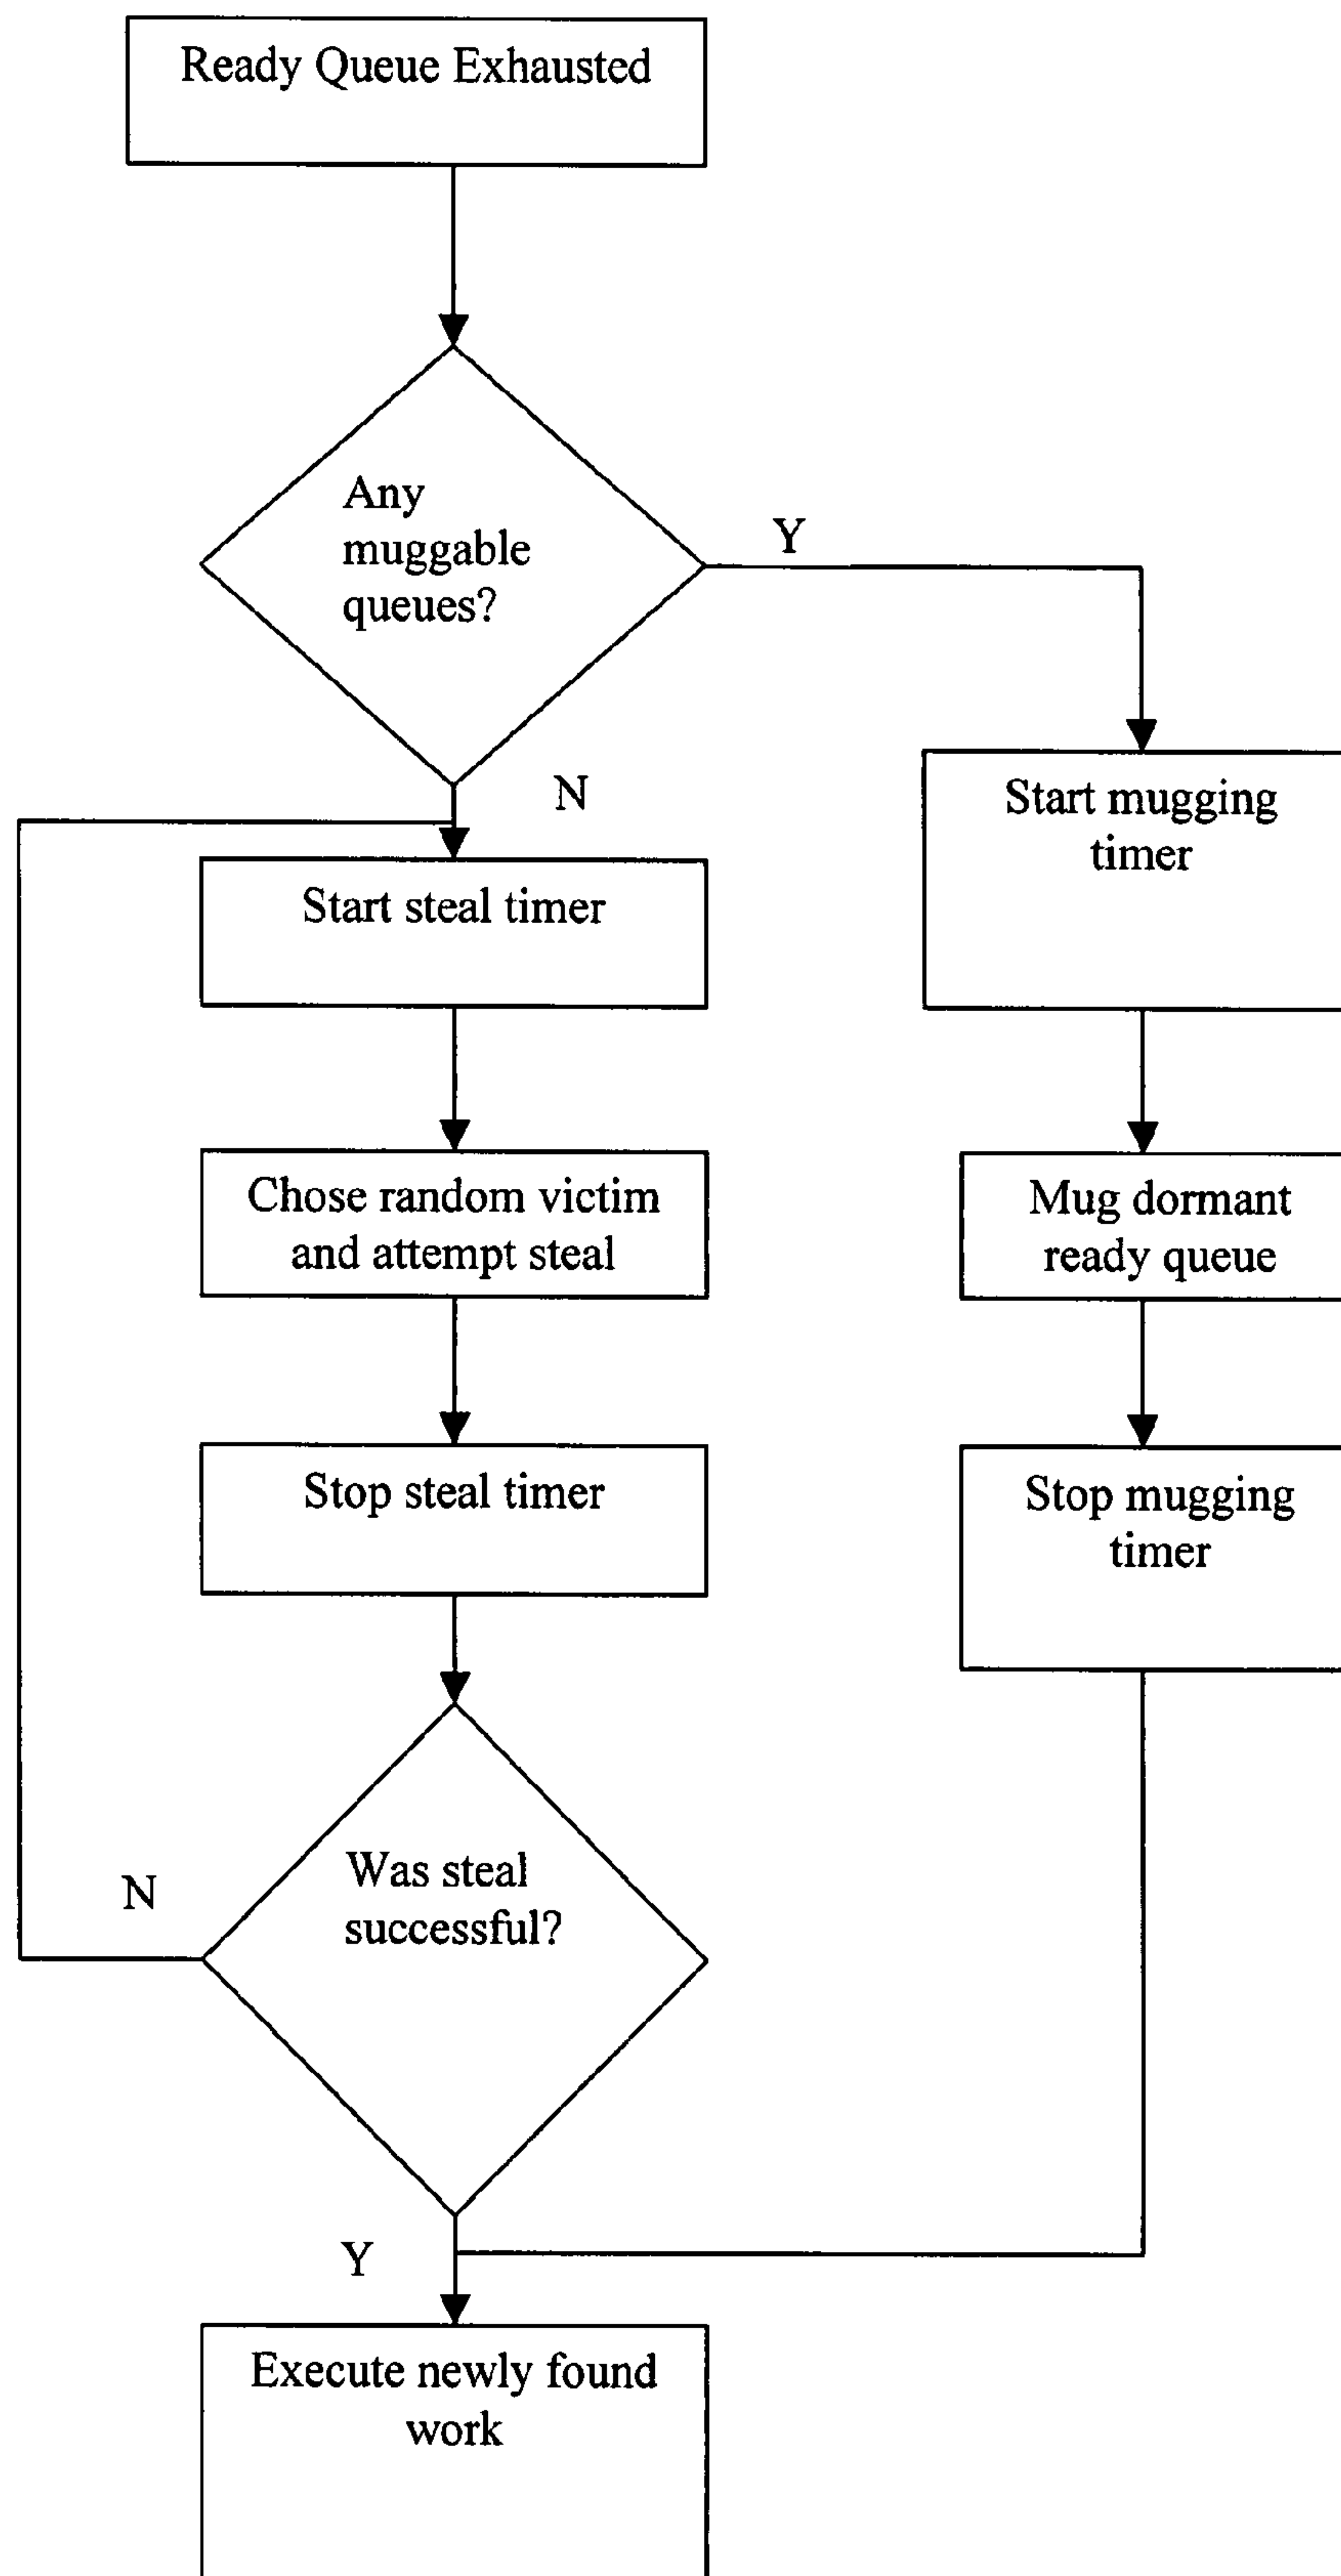 Ready Queue Exhausted
Any
muggable
queues?
Y
N
Start mugging
timer
Start steal timer
Chose random victim
and attempt steal
Mug dormant
ready queue
Stop steal timer
Stop mugging
timer
Was steal
successful?
N
Y
Execute newly found
work